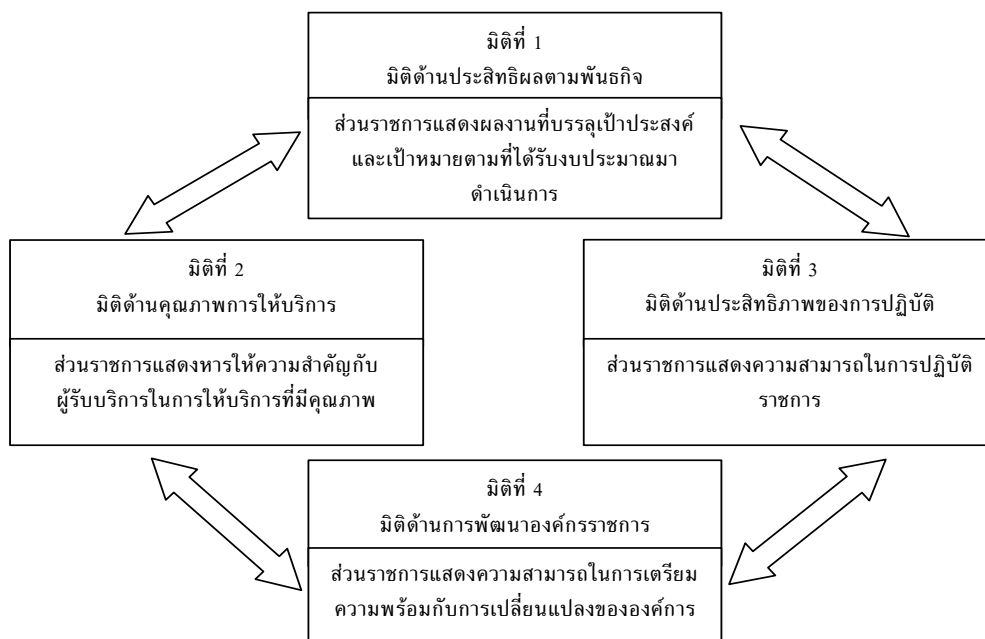 มิติที่ 1
มิติด้านประสิทธิผลตามพันธกิจ
ส่วนราชการแสดงผลงานที่บรรลุเป้าประสงค์
และเป้าหมายตามที่ได้รับงบประมาณมา
ดำเนินการ
มิติที่ 2
มิติด้านคุณภาพการให้บริการ
ส่วนราชการแสดงหารให้ความสำคัญกับ
ผู้รับบริการในการให้บริการที่มีคุณภาพ
มิติที่ 3
มิติด้านประสิทธิภาพของการปฏิบัติ
ส่วนราชการแสดงความสามารถในการปฏิบัติ
ราชการ
มิติที่ 4
มิติด้านการพัฒนาองค์กรราชการ
ส่วนราชการแสดงความสามารถในการเตรียม
ความพร้อมกับการเปลี่ยนแปลงขององค์การ